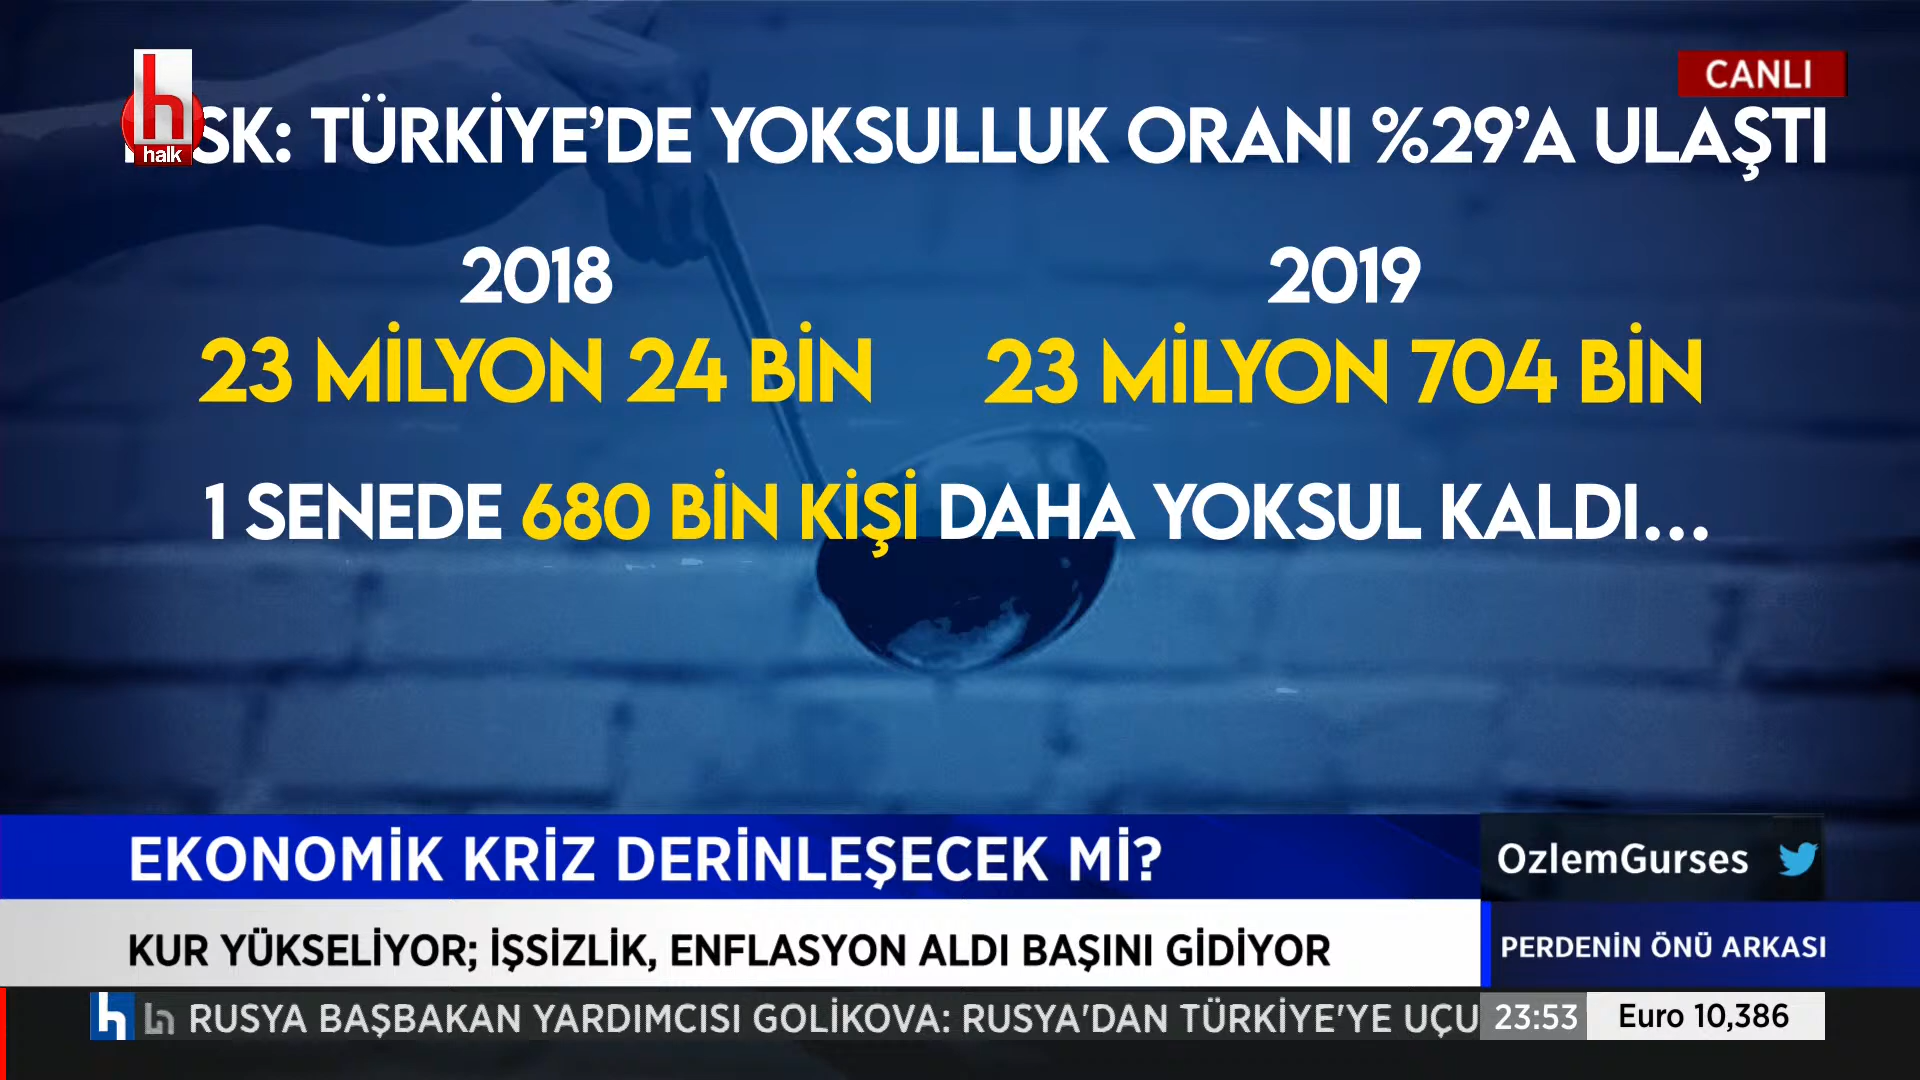 CANLI
h
halk
SK: TÜRKİYE'DE YOKSULLUK ORANI %29'A ULAŞTI
2018
2019
23 MİLYON 24 BİN
23 MİLYON 704 BİN
1 SENEDE 680 BİN KİŞİ DAHA YOKSUL KALDI...
EKONOMİK KRİZ DERİNLEŞECEK Mİ?
OzlemGurses
KUR YÜKSELİYOR; İŞSİZLİK, ENFLASYON ALDI BAŞINI GİDİYOR
PERDENİN ÖNÜ ARKASI
h RUSYA BAŞBAKAN YARDIMCISI GOLİKOVA: RUSYA'DAN TÜRKİYE'YE UÇU
23:53
Euro 10,386